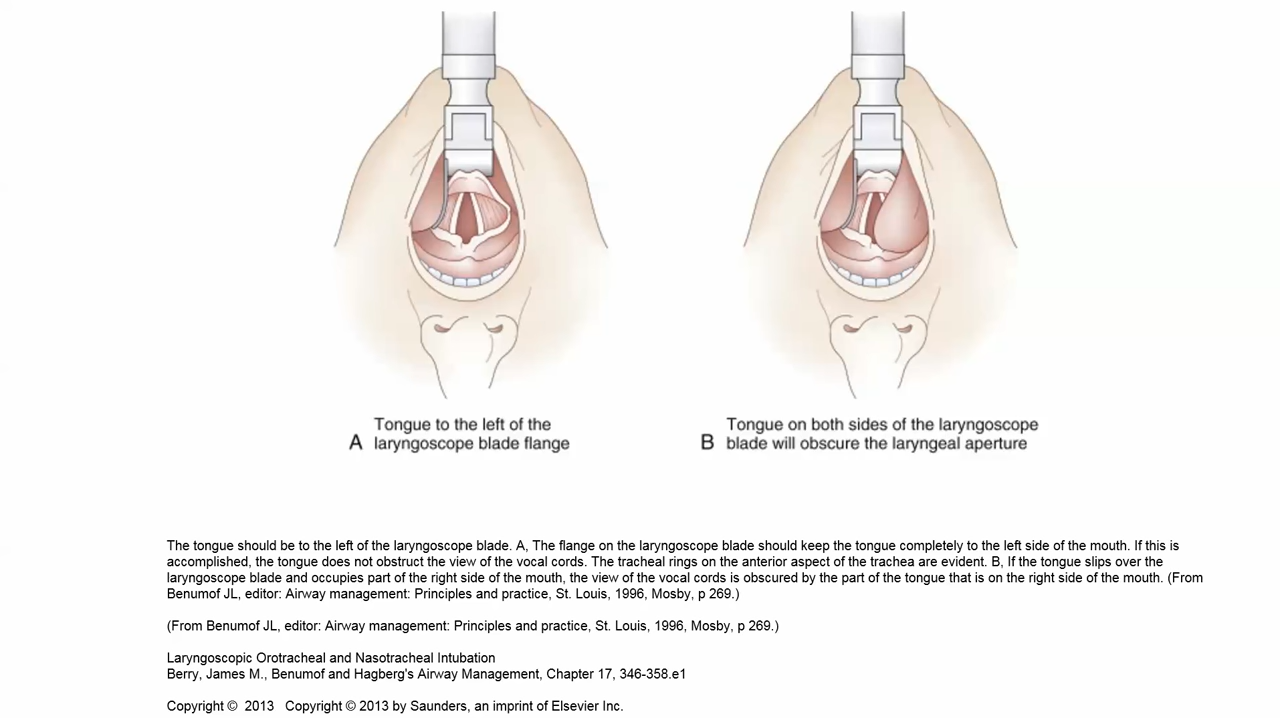 A Tongue to the left of the
laryngoscope blade flange
B Tongue on both sides of the laryngoscope
blade will obscure the laryngeal aperture
The tongue should be to the left of the laryngoscope blade. A, The flange on the laryngoscope blade should keep the tongue completely to the left side of the mouth. If this is
accomplished, the tongue does not obstruct the view of the vocal cords. The tracheal rings on the anterior aspect of the trachea are evident. B, If the tongue slips over the
laryngoscope blade and occupies part of the right side of the mouth, the view of the vocal cords is obscured by the part of the tongue that is on the right side of the mouth. (From
Benumof JL, editor: Airway management: Principles and practice, St. Louis, 1996, Mosby, p 269.)
(From Benumof JL, editor: Airway management: Principles and practice, St. Louis, 1996, Mosby, p 269.)
Laryngoscopic Orotracheal and Nasotracheal Intubation
Berry, James M., Benumof and Hagberg's Airway Management, Chapter 17, 346-358.e1
Copyright © 2013 Copyright © 2013 by Saunders, an imprint of Elsevier Inc.